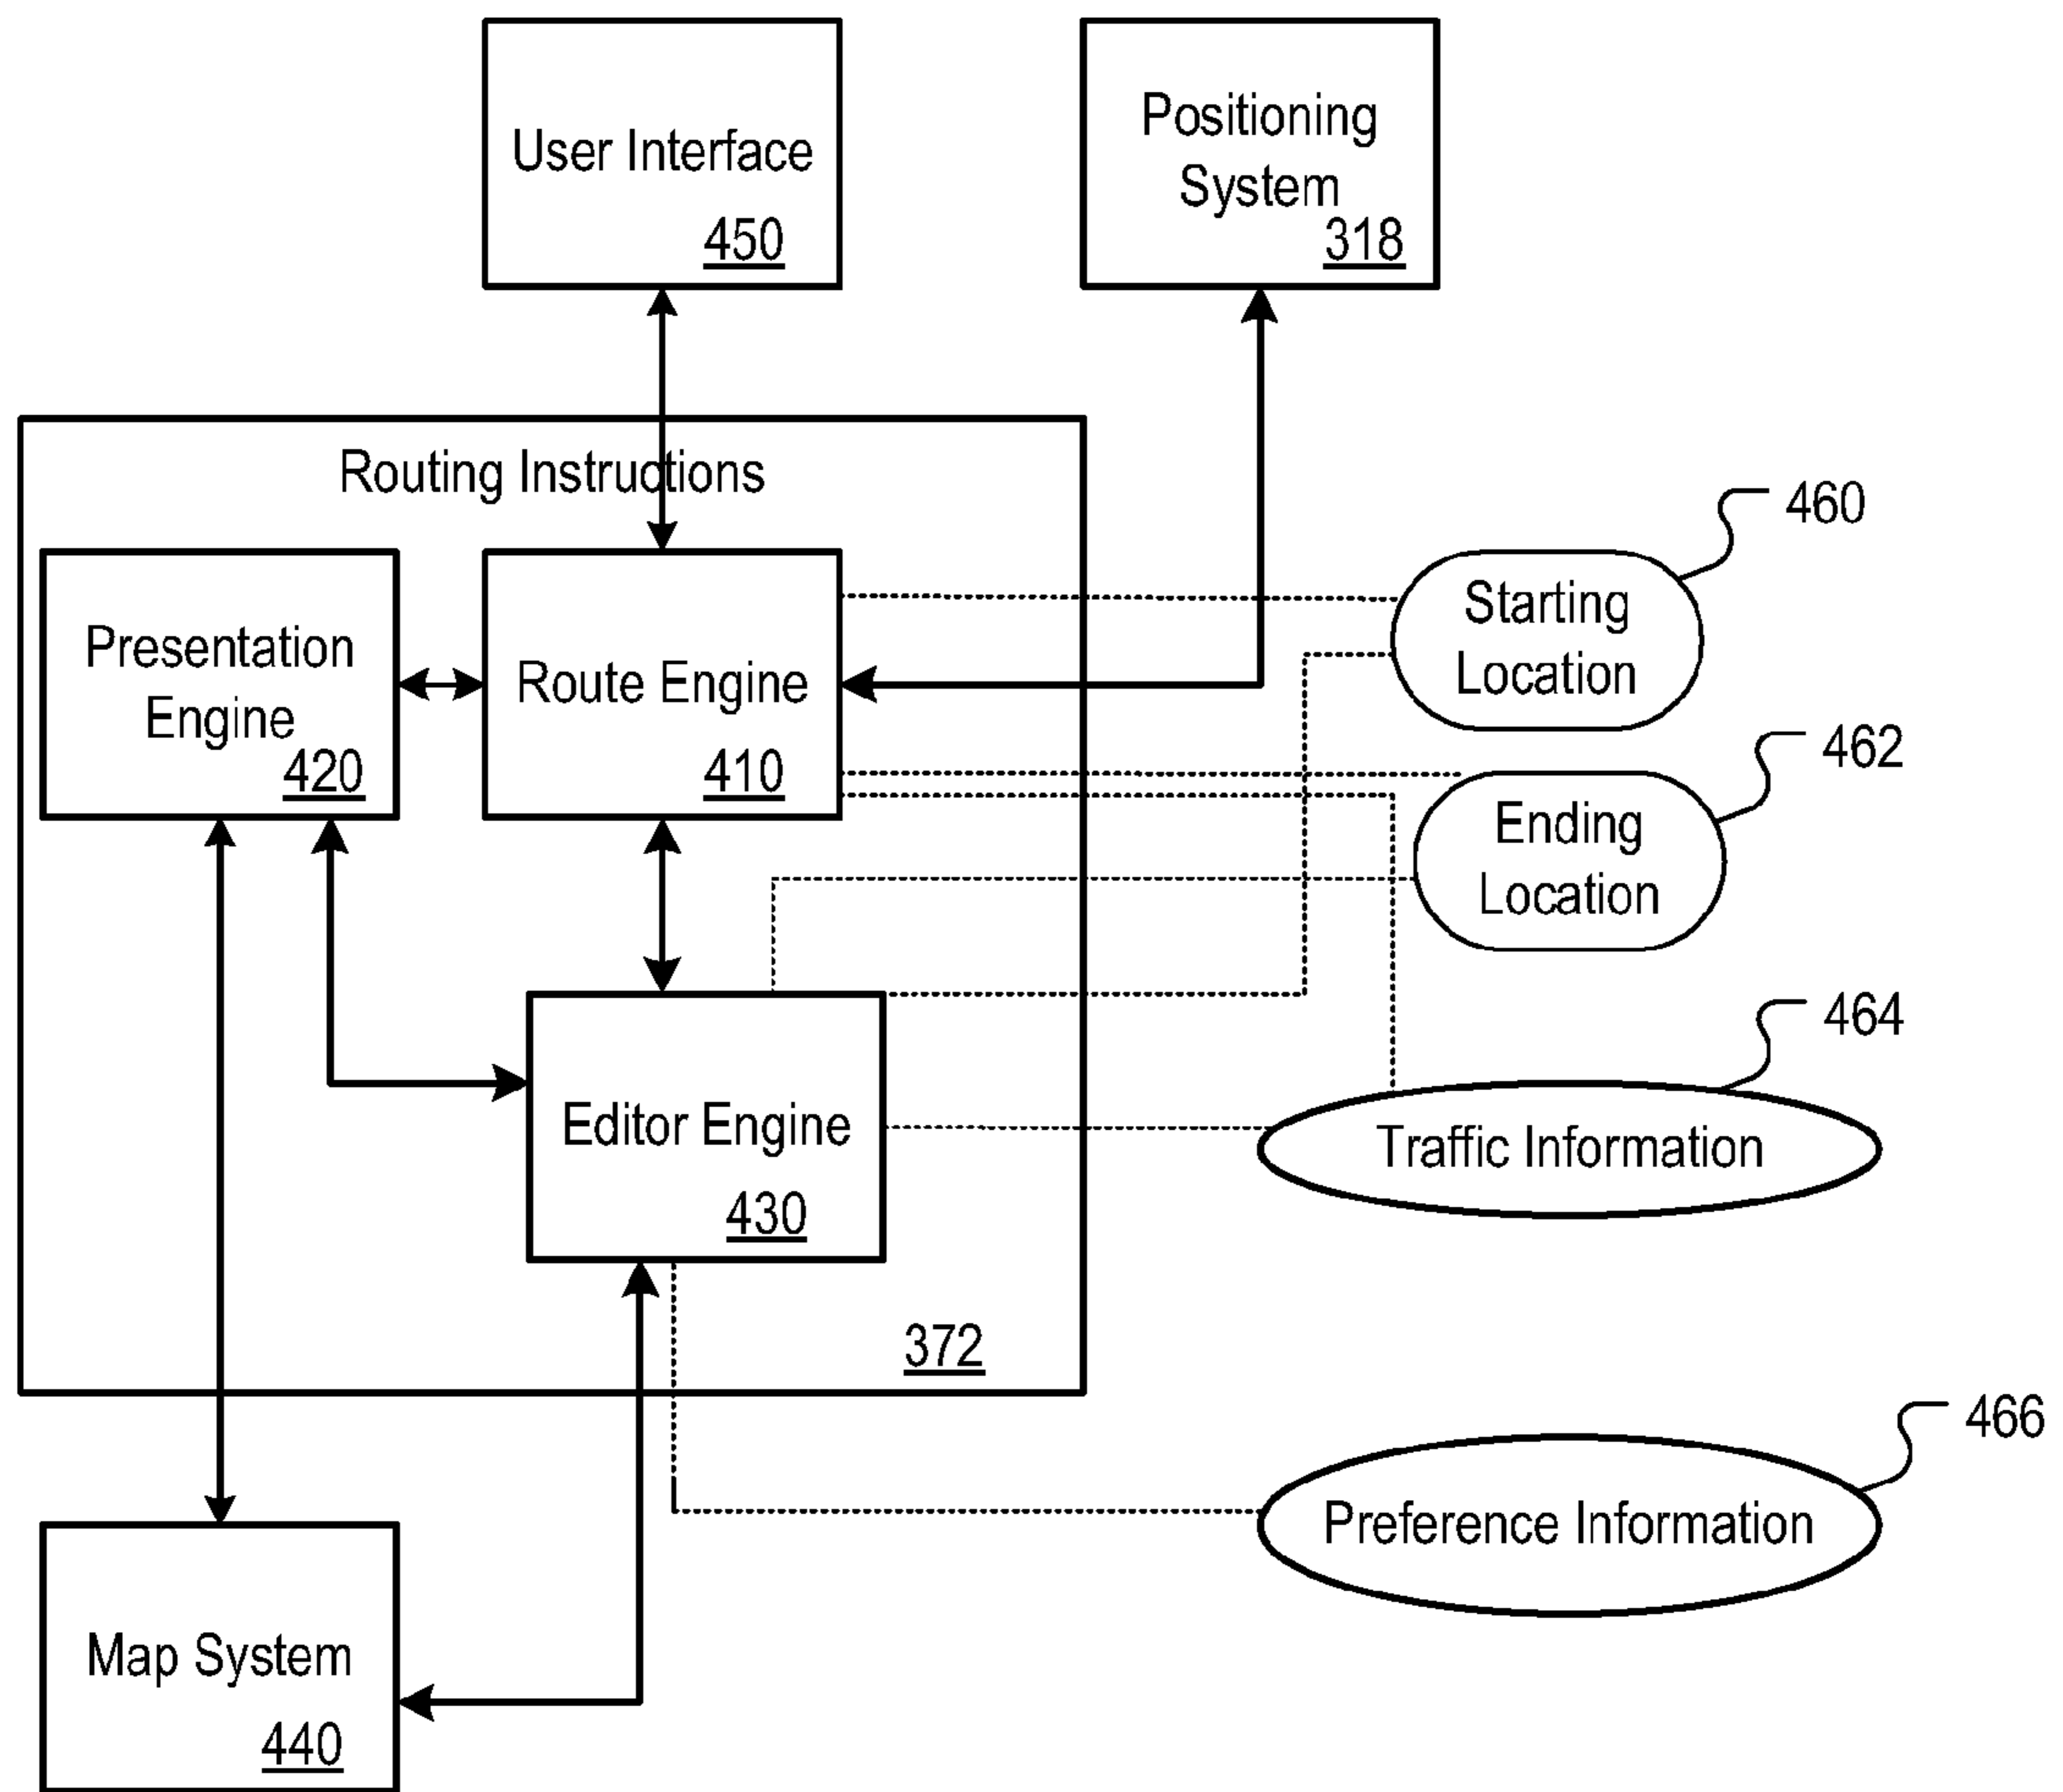 User Interface
450
Positioning
System
318
Routing Instructions
460
Starting
Location
Presentation
Engine
420
Route Engine
410
462
Ending
Location
464
Editor Engine
430
Traffic Information
372
466
Preference Information
Map System
440